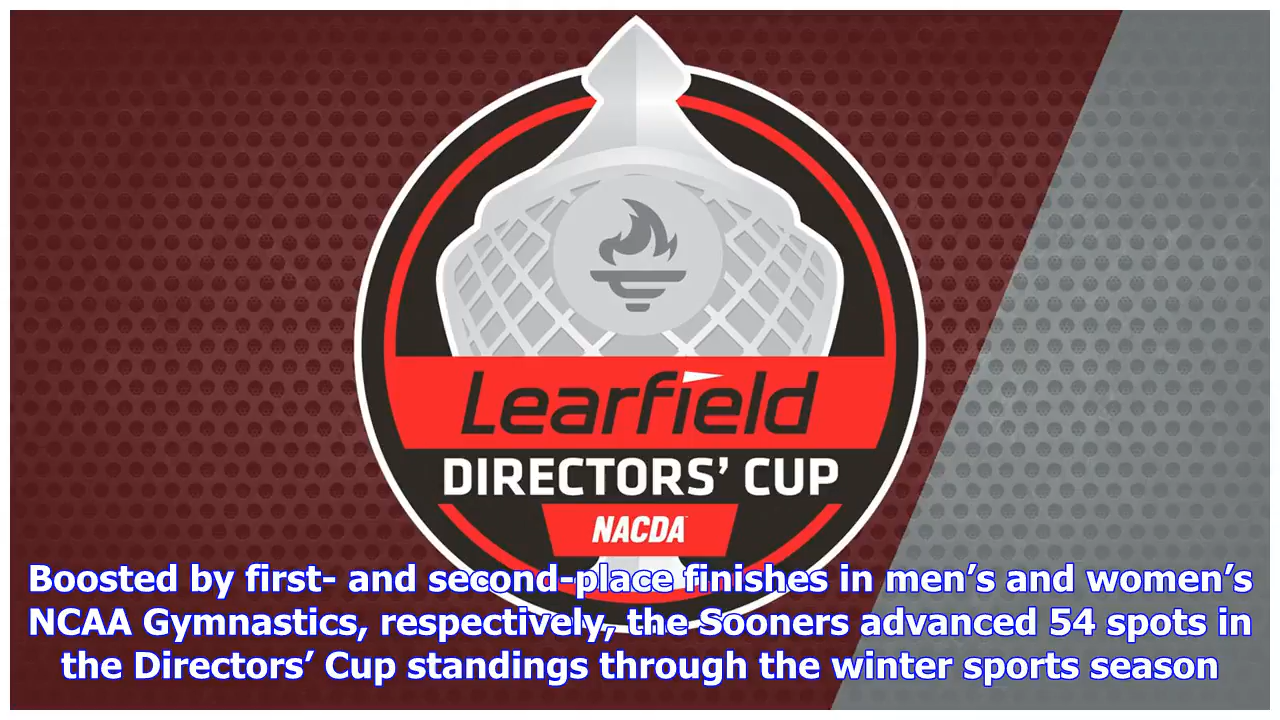 Learfield
DIRECTORS’ CUP
NACDA
Boosted by first- and second-place finishes in men’s and women’s
NCAA Gymnastics, respectively, the Sooners advanced 54 spots in
the Directors’ Cup standings through the winter sports season